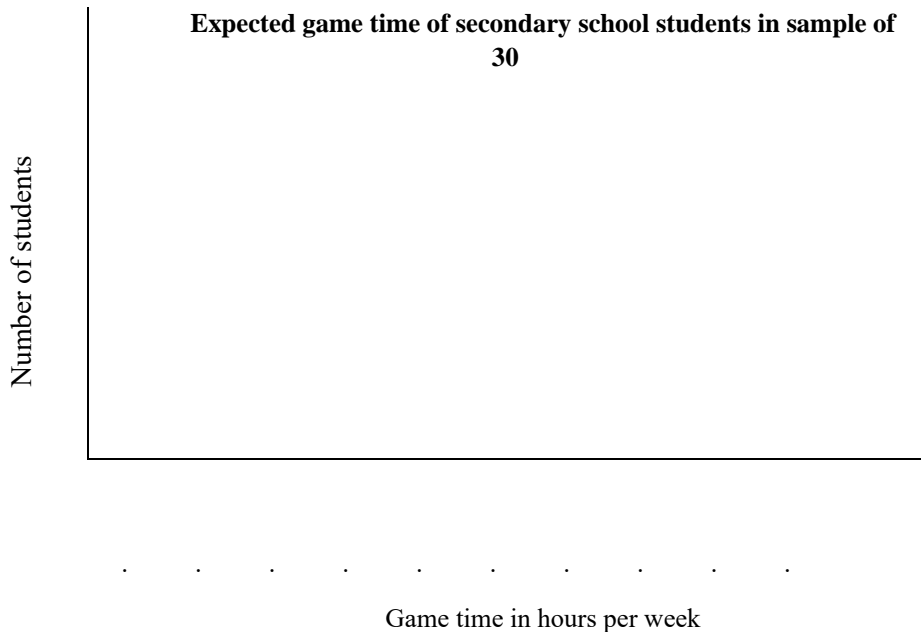 Expected game time of secondary school students in sample of
30
Number of students
. . . . . . . . . .
Game time in hours per week